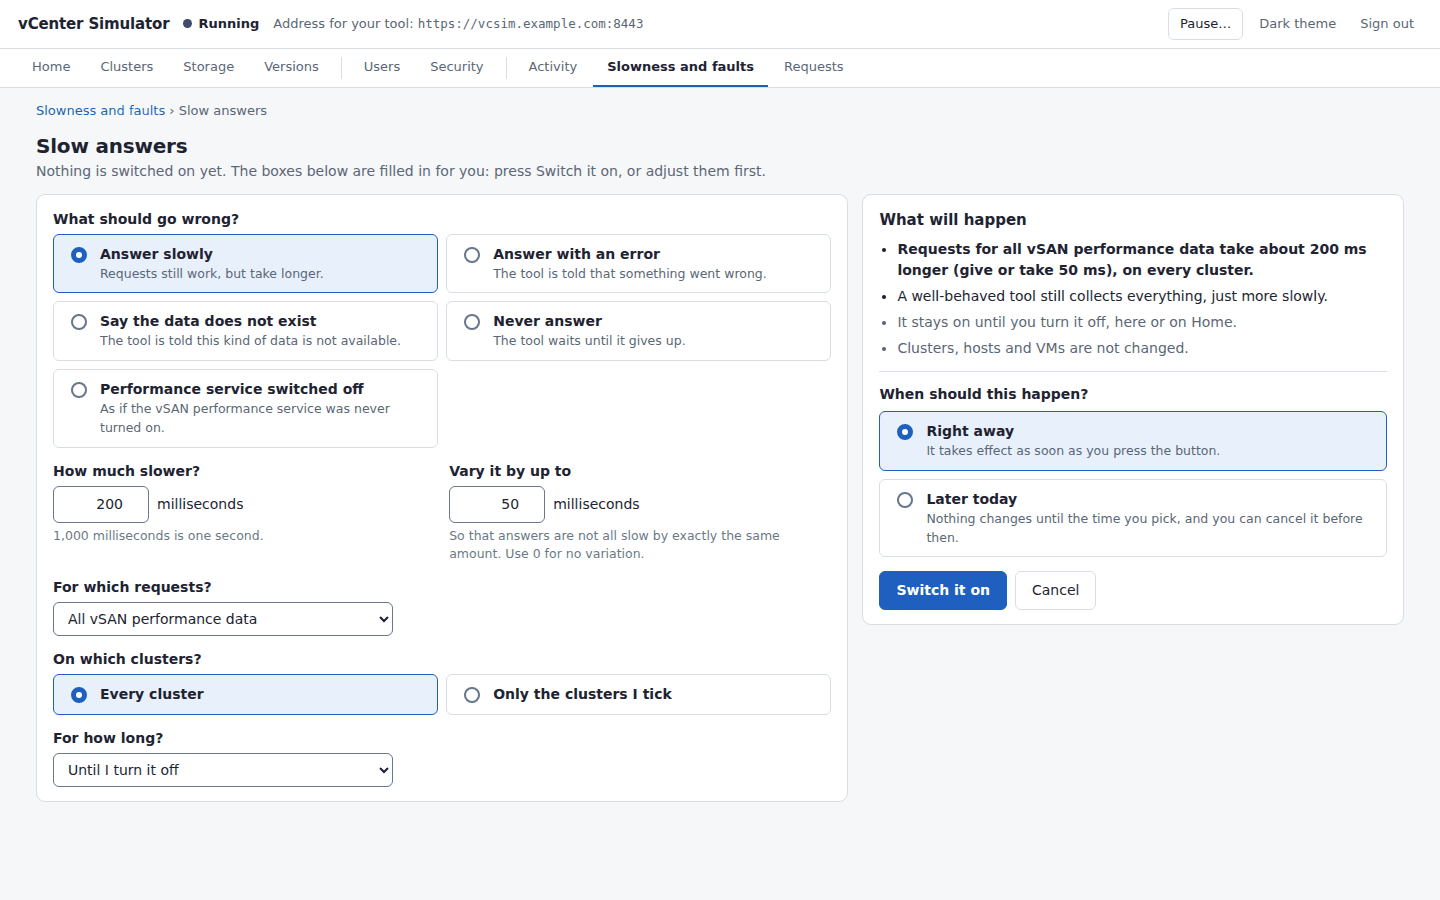 vCenter Simulator
Running
Address for your tool: https://vcsim.example.com:8443
Pause...
Dark theme
Sign out
Home
Clusters
Storage
Versions
Users
Security
Activity
Slowness and faults
Requests
Slowness and faults › Slow answers
Slow answers
Nothing is switched on yet. The boxes below are filled in for you: press Switch it on, or adjust them first.
What should go wrong?
Answer slowly
Requests still work, but take longer.
Answer with an error
The tool is told that something went wrong.
Say the data does not exist
The tool is told this kind of data is not available.
Never answer
The tool waits until it gives up.
Performance service switched off
As if the vSAN performance service was never
turned on.
How much slower?
200 milliseconds
1,000 milliseconds is one second.
Vary it by up to
50 milliseconds
So that answers are not all slow by exactly the same
amount. Use 0 for no variation.
For which requests?
All vSAN performance data
On which clusters?
Every cluster
Only the clusters I tick
For how long?
Until I turn it off
What will happen
• Requests for all vSAN performance data take about 200 ms
longer (give or take 50 ms), on every cluster.
• A well-behaved tool still collects everything, just more slowly.
• It stays on until you turn it off, here or on Home.
• Clusters, hosts and VMs are not changed.
When should this happen?
Right away
It takes effect as soon as you press the button.
Later today
Nothing changes until the time you pick, and you can cancel it before
then.
Switch it on
Cancel